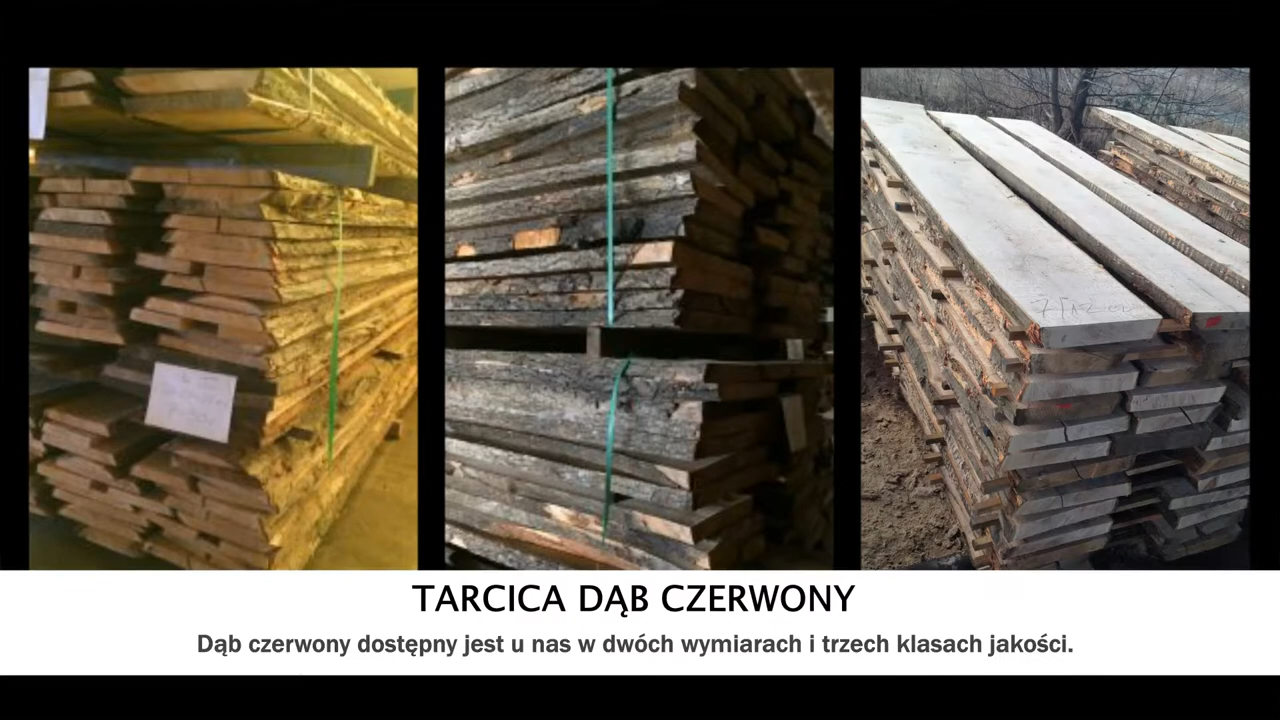 TARCICA DĄB CZERWONY
Dąb czerwony dostępny jest u nas w dwóch wymiarach i trzech klasach jakości.